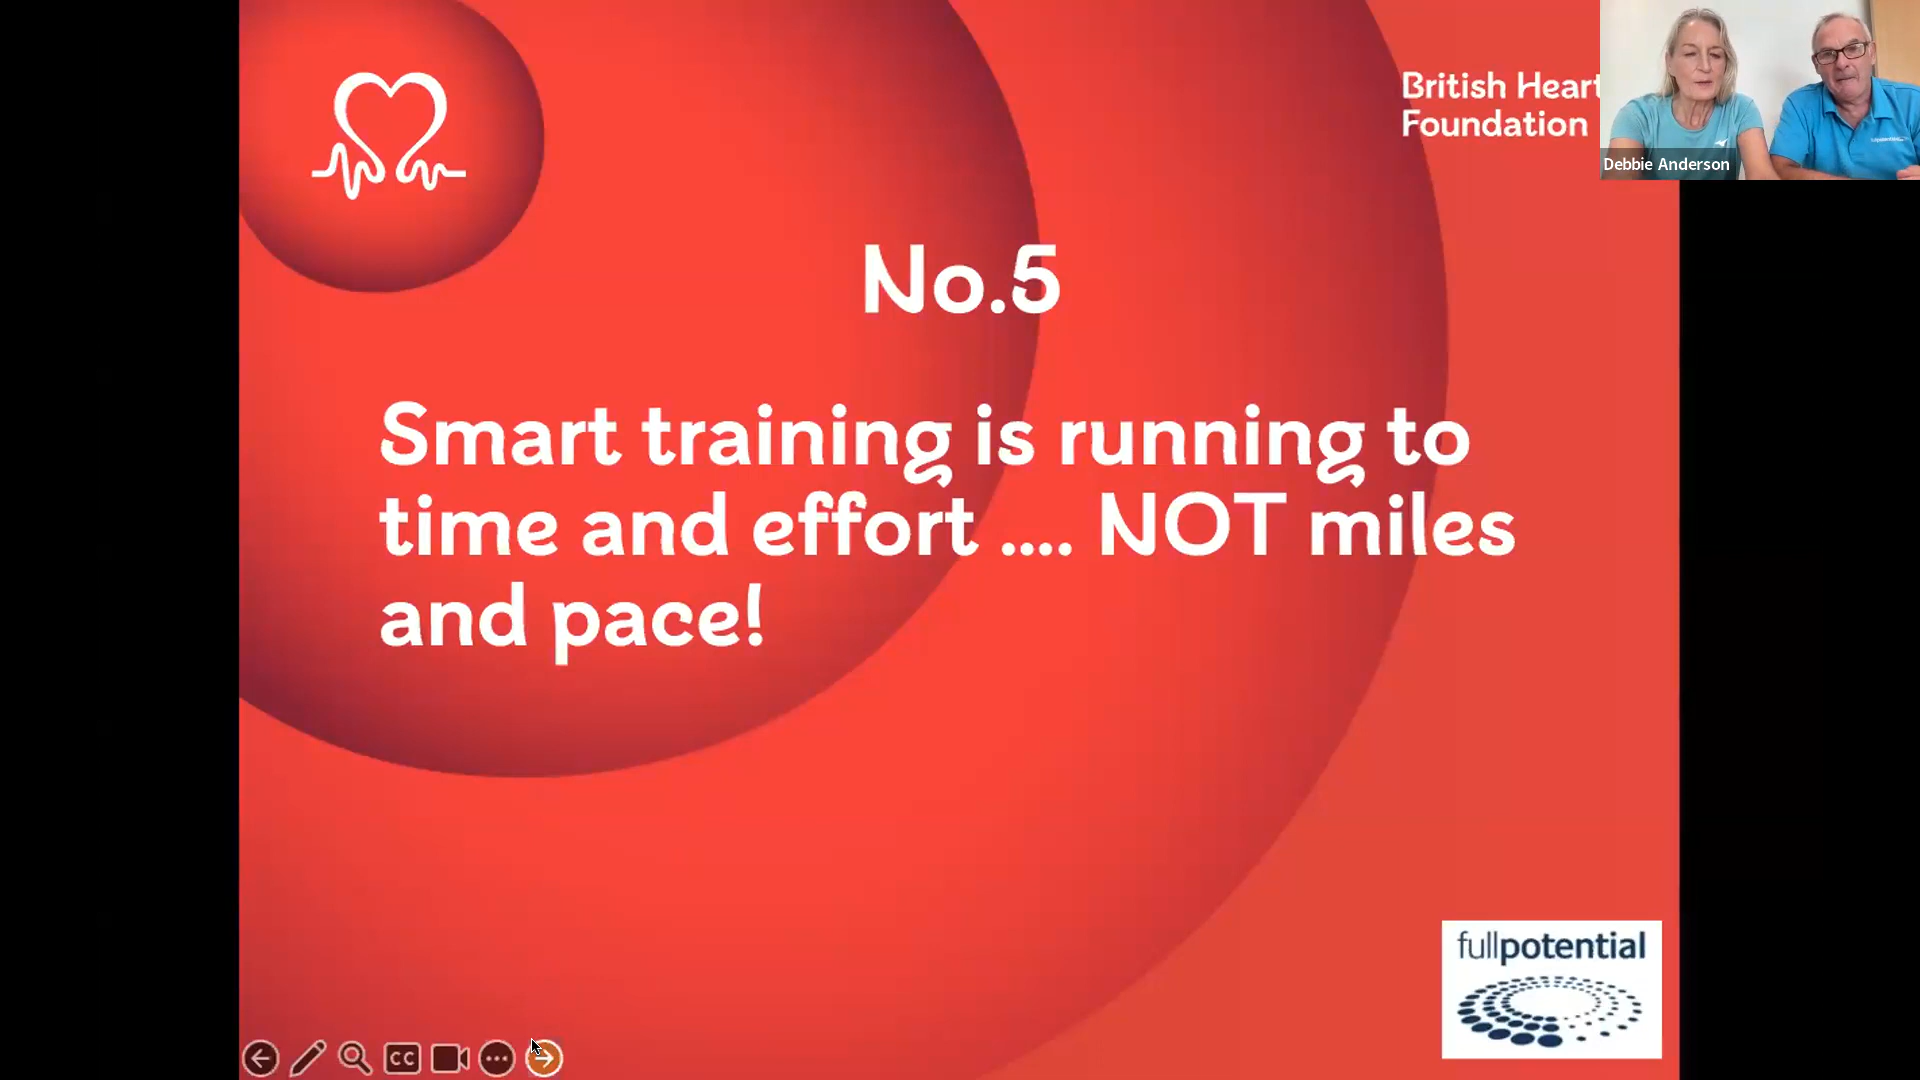 British Heart
Foundation
Debbie Anderson
No.5
Smart training is running to
time and effort .... NOT miles
and pace!
fullpotential
CC